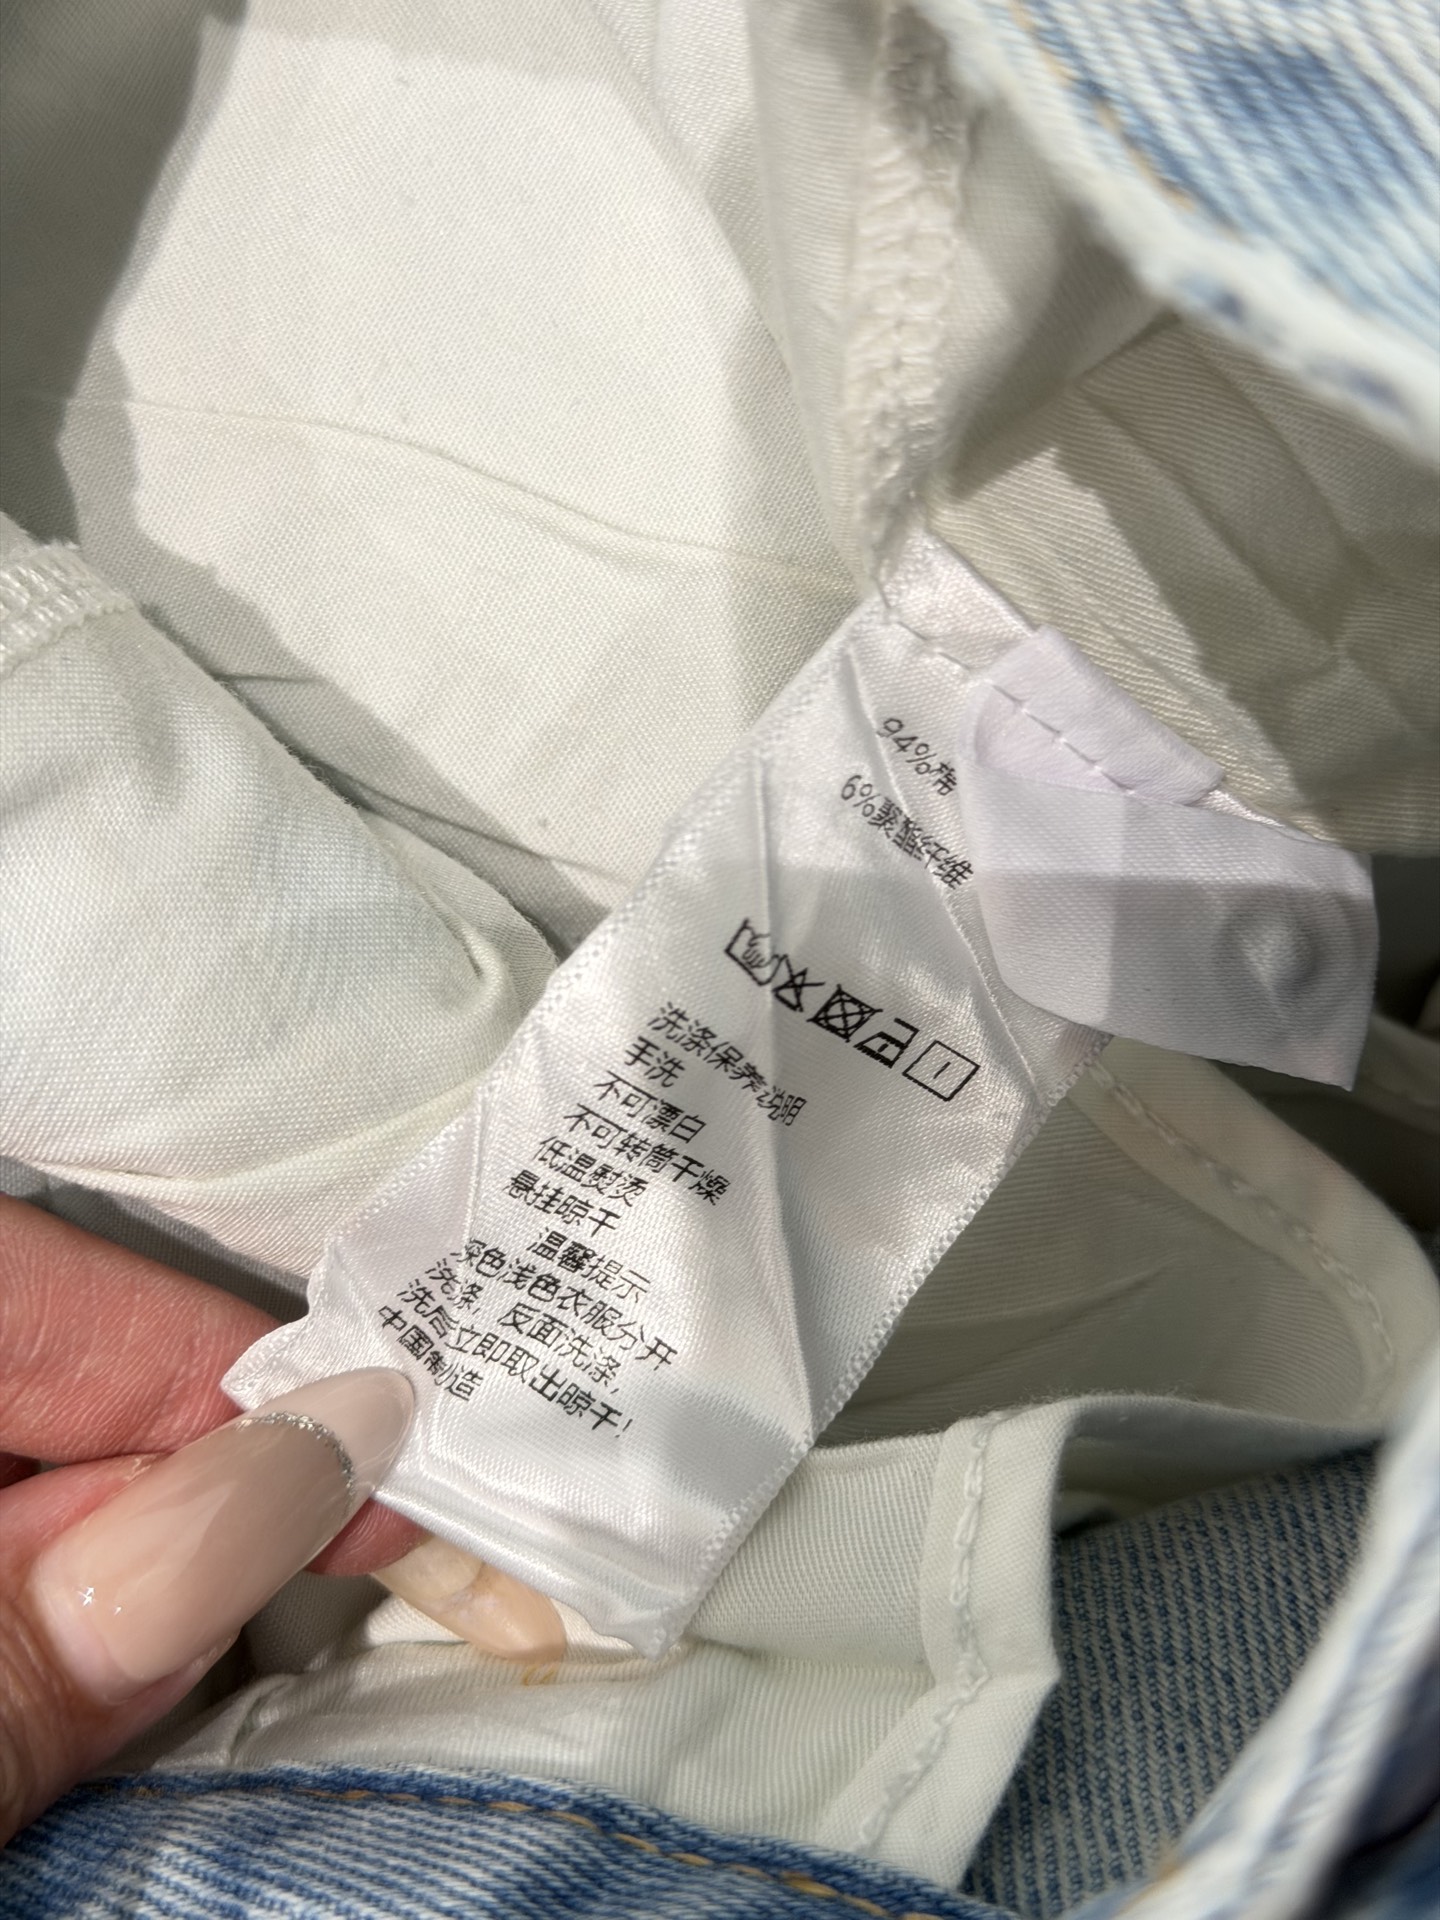 94%棉
6%聚酯纤维
洗涤保养说明
手洗
不可漂白
不可转筒干燥
低温熨烫
悬挂晾干
温馨提示
深色浅色衣服分开
洗涤，反面洗涤，
洗后立即取出晾干！
中国制造